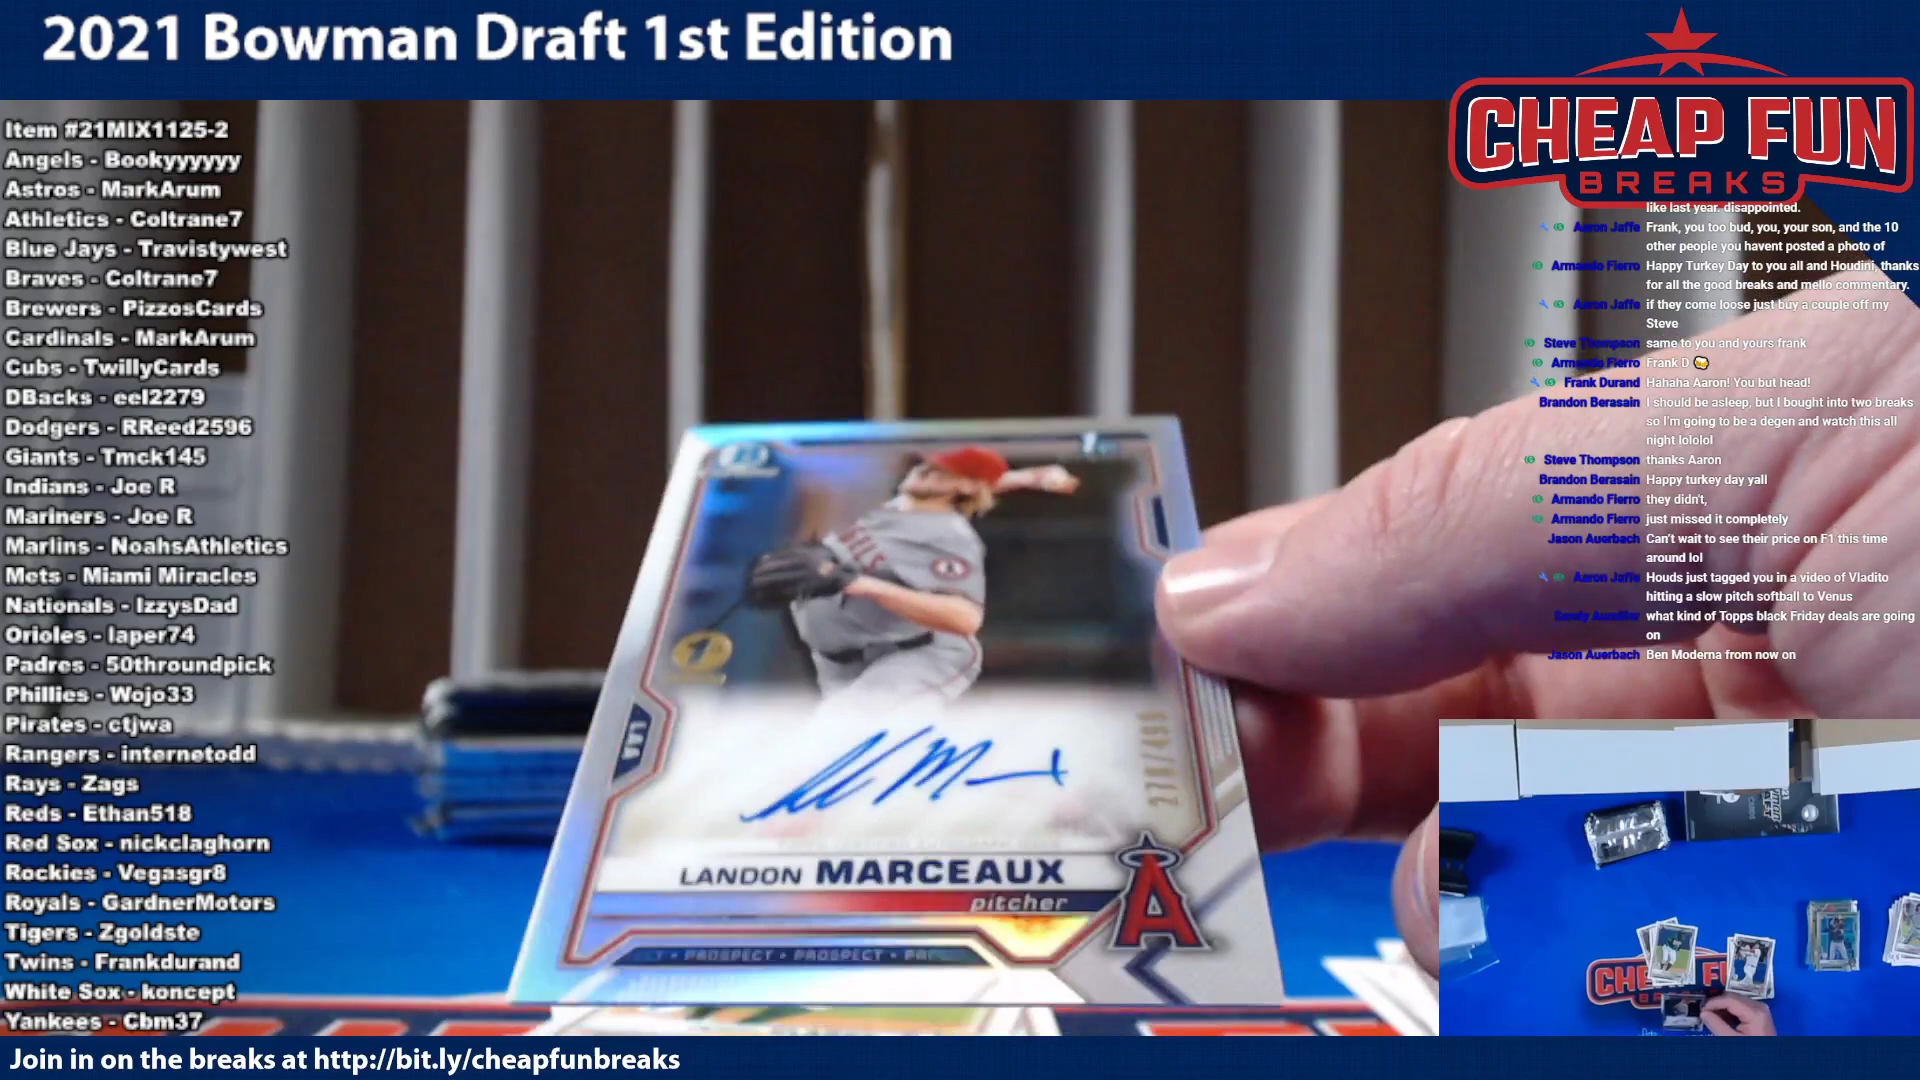 2021 Bowman Draft 1st Edition
CHEAP FUN
BREAKS
Item #21MIX1125-2
Angels - Bookyyyyyy
Astros - MarkArum
Athletics - Coltrane7
Blue Jays - Travistywest
Braves - Coltrane7
Brewers - PizzosCards
Cardinals - MarkArum
Cubs - TwillyCards
DBacks - eel2279
Dodgers - RReed2596
Giants - Tmck145
Indians - Joe R
Mariners - Joe R
Marlins - NoahsAthletics
Mets - Miami Miracles
Nationals - IzzysDad
Orioles - laper74
Padres - 50throundpick
Phillies - Wojo33
Pirates - ctjwa
Rangers - internetodd
Rays - Zags
Reds - Ethan518
Red Sox - nickclaghorn
Rockies - Vegasgr8
Royals - GardnerMotors
Tigers - Zgoldste
Twins - Frankdurand
White Sox - koncept
Yankees - Cbm37
like last year. disappointed.
Aaron Jaffe Frank, you too bud, you, your son, and the 10
other people you havent posted a photo of
Armando Fierro Happy Turkey Day to you all and Houdini, thanks
for all the good breaks and mello commentary.
Aaron Jaffe if they come loose just buy a couple off my
Steve
Steve Thompson same to you and yours frank
Armando Fierro Frank D 🍻
Frank Durand Hahaha Aaron! You but head!
Brandon Berasain I should be asleep, but I bought into two breaks
so I'm going to be a degen and watch this all
night lololol
Steve Thompson thanks Aaron
Brandon Berasain Happy turkey day yall
Armando Fierro they didn't,
Armando Fierro just missed it completely
Jason Auerbach Can't wait to see their price on F1 this time
around lol
Aaron Jaffe Houds just tagged you in a video of Vladito
hitting a slow pitch softball to Venus
what kind of Topps black Friday deals are going
on
Jason Auerbach Ben Moderna from now on
LANDON MARCEAUX
pitcher
PROSPECT • PROSPECT
Join in on the breaks at http://bit.ly/cheapfunbreaks